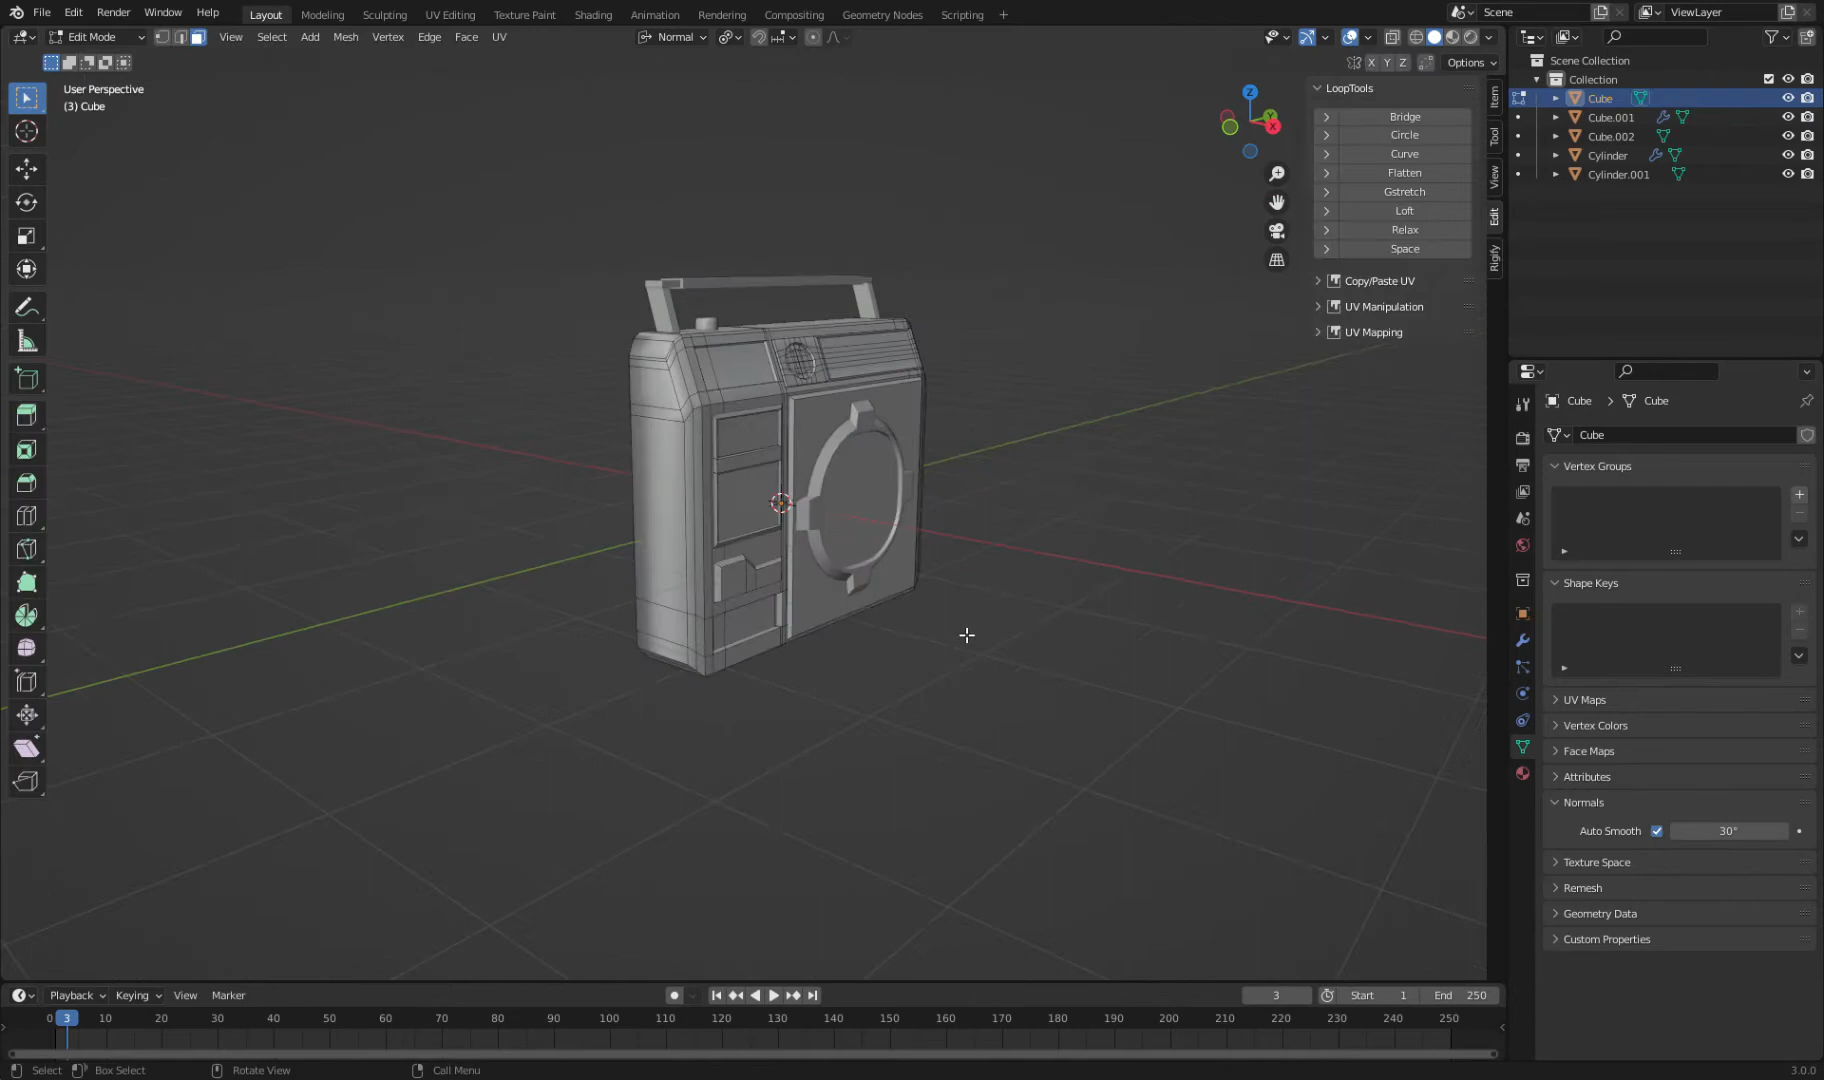 File Edit Render Window Help Layout Modeling Sculpting UV Editing Texture Paint Shading Animation Rendering Compositing Geometry Nodes Scripting + Scene ViewLayer
Edit Mode View Select Add Mesh Vertex Edge Face UV Normal
X Y Z Options
User Perspective
(3) Cube
LoopTools
Bridge
Circle
Curve
Flatten
Gstretch
Loft
Relax
Space
Copy/Paste UV
UV Manipulation
UV Mapping
Item
Tool
View
Edit
Rigify
Z
Y
X
Scene Collection
Collection
Cube
Cube.001
Cube.002
Cylinder
Cylinder.001
Cube > Cube
Cube
Vertex Groups
Shape Keys
UV Maps
Vertex Colors
Face Maps
Attributes
Normals
Auto Smooth 30°
Texture Space
Remesh
Geometry Data
Custom Properties
Playback Keying View Marker 3 Start 1 End 250
0 3 10 20 30 40 50 60 70 80 90 100 110 120 130 140 150 160 170 180 190 200 210 220 230 240 250
Select Box Select Rotate View Call Menu 3.0.0